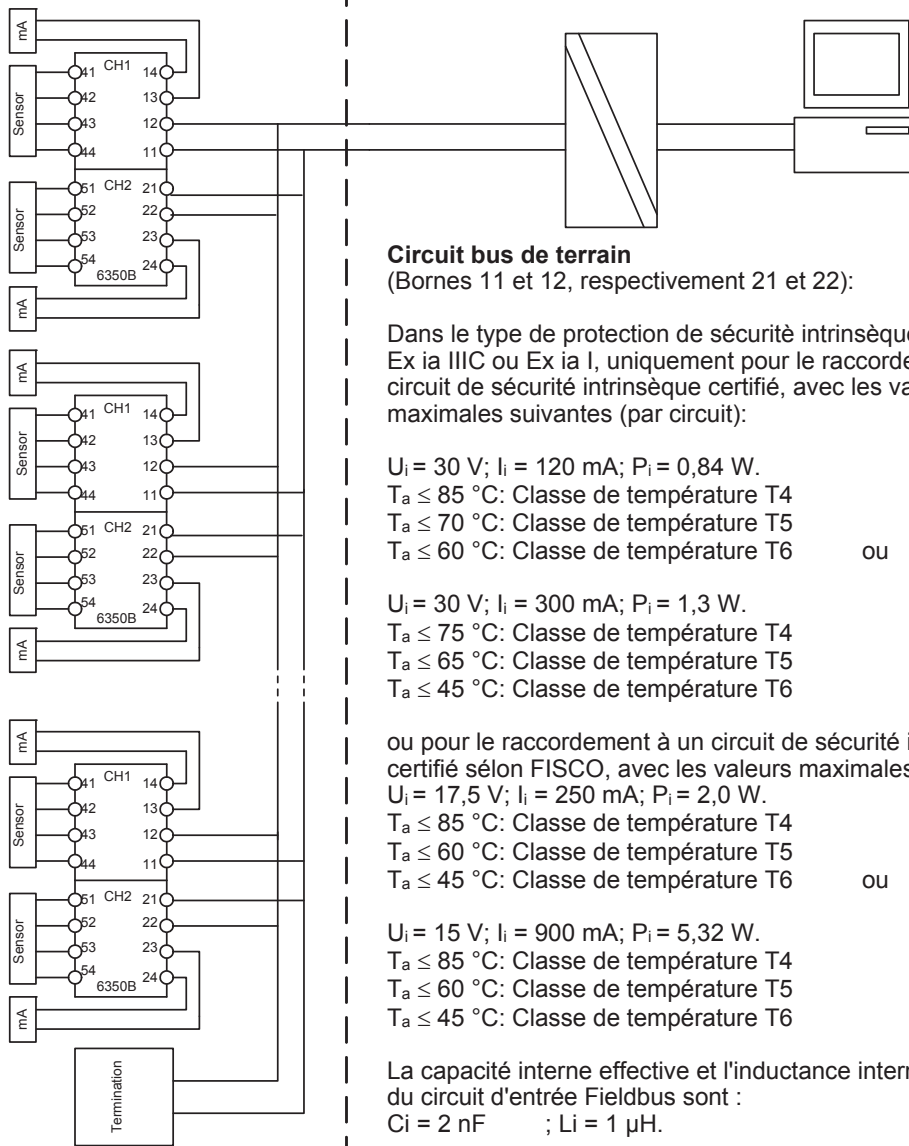 mA
Sensor
41 CH1 14
42 13
43 12
44 11
Sensor
51 CH2 21
52 22
53 23
54 24
6350B
mA
mA
Sensor
41 CH1 14
42 13
43 12
44 11
Sensor
51 CH2 21
52 22
53 23
54 24
6350B
mA
mA
Sensor
41 CH1 14
42 13
43 12
44 11
Sensor
51 CH2 21
52 22
53 23
54 24
6350B
mA
Termination
Circuit bus de terrain
(Bornes 11 et 12, respectivement 21 et 22):
Dans le type de protection de sécuritè intrinsèque
Ex ia IIIC ou Ex ia I, uniquement pour le raccorde
circuit de sécurité intrinsèque certifié, avec les va
maximales suivantes (par circuit):
Ui = 30 V; Ii = 120 mA; Pi = 0,84 W.
Ta ≤ 85 °C: Classe de température T4
Ta ≤ 70 °C: Classe de température T5
Ta ≤ 60 °C: Classe de température T6 ou
Ui = 30 V; Ii = 300 mA; Pi = 1,3 W.
Ta ≤ 75 °C: Classe de température T4
Ta ≤ 65 °C: Classe de température T5
Ta ≤ 45 °C: Classe de température T6
ou pour le raccordement à un circuit de sécurité i
certifié sélon FISCO, avec les valeurs maximales
Ui = 17,5 V; Ii = 250 mA; Pi = 2,0 W.
Ta ≤ 85 °C: Classe de température T4
Ta ≤ 60 °C: Classe de température T5
Ta ≤ 45 °C: Classe de température T6 ou
Ui = 15 V; Ii = 900 mA; Pi = 5,32 W.
Ta ≤ 85 °C: Classe de température T4
Ta ≤ 60 °C: Classe de température T5
Ta ≤ 45 °C: Classe de température T6
La capacité interne effective et l'inductance inter
du circuit d'entrée Fieldbus sont :
Ci = 2 nF ; Li = 1 µH.